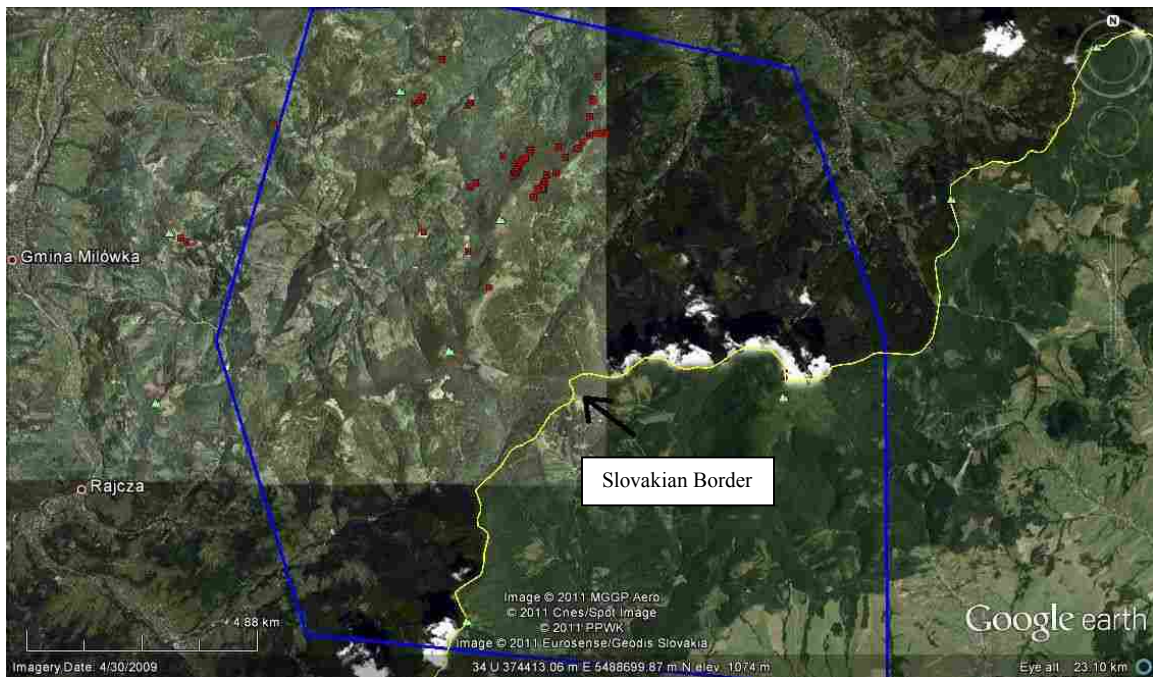 N
Gmina Milówka
Slovakian Border
Rajcza
4.88 km
Image © 2011 MGGP Aero
© 2011 Cnes/Spot Image
© 2011 PPWK
Image © 2011 Eurosense/Geodis Slovakia
Google earth
Imagery Date: 4/30/2009
34 U 374413.06 m E 5488699.87 m N elev. 1074 m
Eye alt 23.10 km